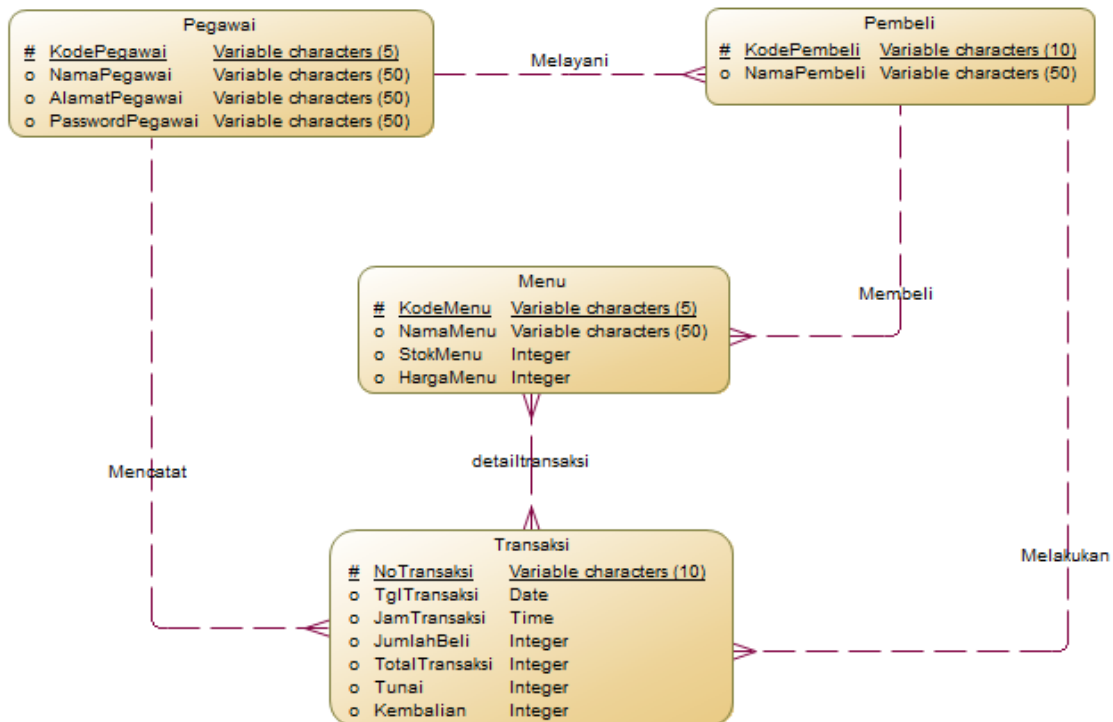 Pegawai
# KodePegawai Variable characters (5)
o NamaPegawai Variable characters (50)
o AlamatPegawai Variable characters (50)
o PasswordPegawai Variable characters (50)
Melayani
Pembeli
# KodePembeli Variable characters (10)
o NamaPembeli Variable characters (50)
Menu
# KodeMenu Variable characters (5)
o NamaMenu Variable characters (50)
o StokMenu Integer
o HargaMenu Integer
Membeli
Mencatat
detailtransaksi
Melakukan
Transaksi
# NoTransaksi Variable characters (10)
o TglTransaksi Date
o JamTransaksi Time
o JumlahBeli Integer
o TotalTransaksi Integer
o Tunai Integer
o Kembalian Integer